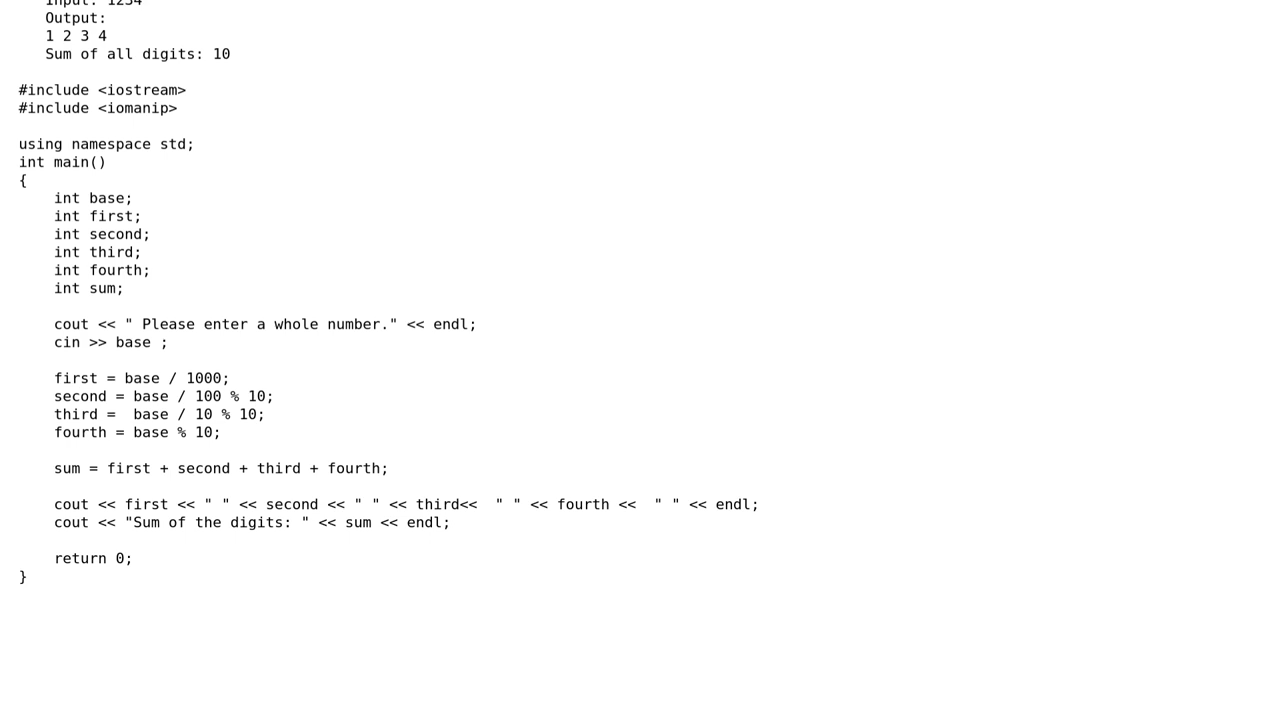 Input: 1234
Output:
1 2 3 4
Sum of all digits: 10
#include <iostream>
#include <iomanip>
using namespace std;
int main()
{
int base;
int first;
int second;
int third;
int fourth;
int sum;
cout << " Please enter a whole number." << endl;
cin >> base ;
first = base / 1000;
second = base / 100 % 10;
third =  base / 10 % 10;
fourth = base % 10;
sum = first + second + third + fourth;
cout << first << " " << second << " " << third<<  " " << fourth <<  " " << endl;
cout << "Sum of the digits: " << sum << endl;
return 0;
}